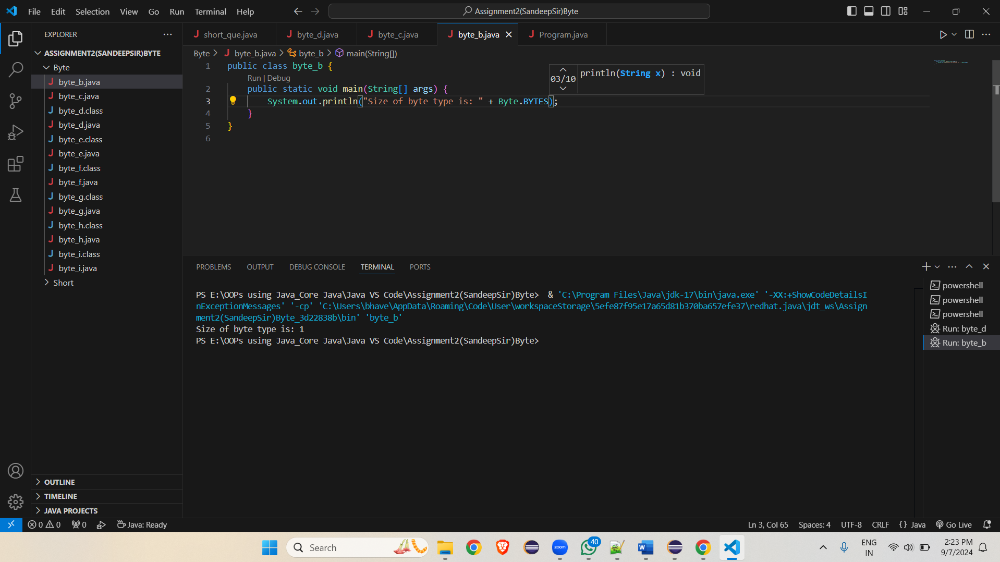 File Edit Selection View Go Run Terminal Help
Assignment2(SandeepSir)Byte
EXPLORER
ASSIGNMENT2(SANDEEPSIR)BYTE
Byte
byte_b.java
byte_c.java
byte_d.class
byte_d.java
byte_e.class
byte_e.java
byte_f.class
byte_f.java
byte_g.class
byte_g.java
byte_h.class
byte_h.java
byte_i.class
byte_i.java
Short
OUTLINE
TIMELINE
JAVA PROJECTS
short_que.java byte_d.java byte_c.java byte_b.java Program.java
Byte > byte_b.java > byte_b > main(String[])
1 public class byte_b {
Run | Debug
2 public static void main(String[] args) {
3 System.out.println("Size of byte type is: " + Byte.BYTES);
4 }
5 }
6
03/10 println(String x) : void
PROBLEMS OUTPUT DEBUG CONSOLE TERMINAL PORTS
PS E:\OOPs using Java_Core Java\Java VS Code\Assignment2(SandeepSir)Byte> & 'C:\Program Files\Java\jdk-17\bin\java.exe' '-XX:+ShowCodeDetailsI
nExceptionMessages' '-cp' 'C:\Users\bhave\AppData\Roaming\Code\User\workspaceStorage\5efe87f95e17a65d81b370ba657efe37\redhat.java\jdt_ws\Assign
ment2(SandeepSir)Byte_3d22838b\bin' 'byte_b'
Size of byte type is: 1
PS E:\OOPs using Java_Core Java\Java VS Code\Assignment2(SandeepSir)Byte>
powershell
powershell
powershell
Run: byte_d
Run: byte_b
0 0 0 Java: Ready
Ln 3, Col 65 Spaces: 4 UTF-8 CRLF {} Java Go Live
Search
zoom
40
W
ENG
IN
2:23 PM
9/7/2024